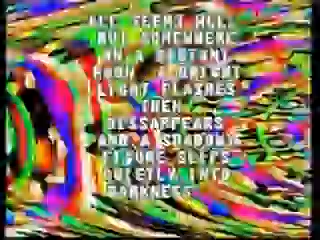 ALL SEEMS WELL
BUT SOMEWHERE
IN A DISTANT
ROOM A BRIGHT
LIGHT FLASHES
THEN
DISSAPPEARS
AND A SHADOWY
FIGURE SLIPS
QUIETLY INTO
DARKNESS